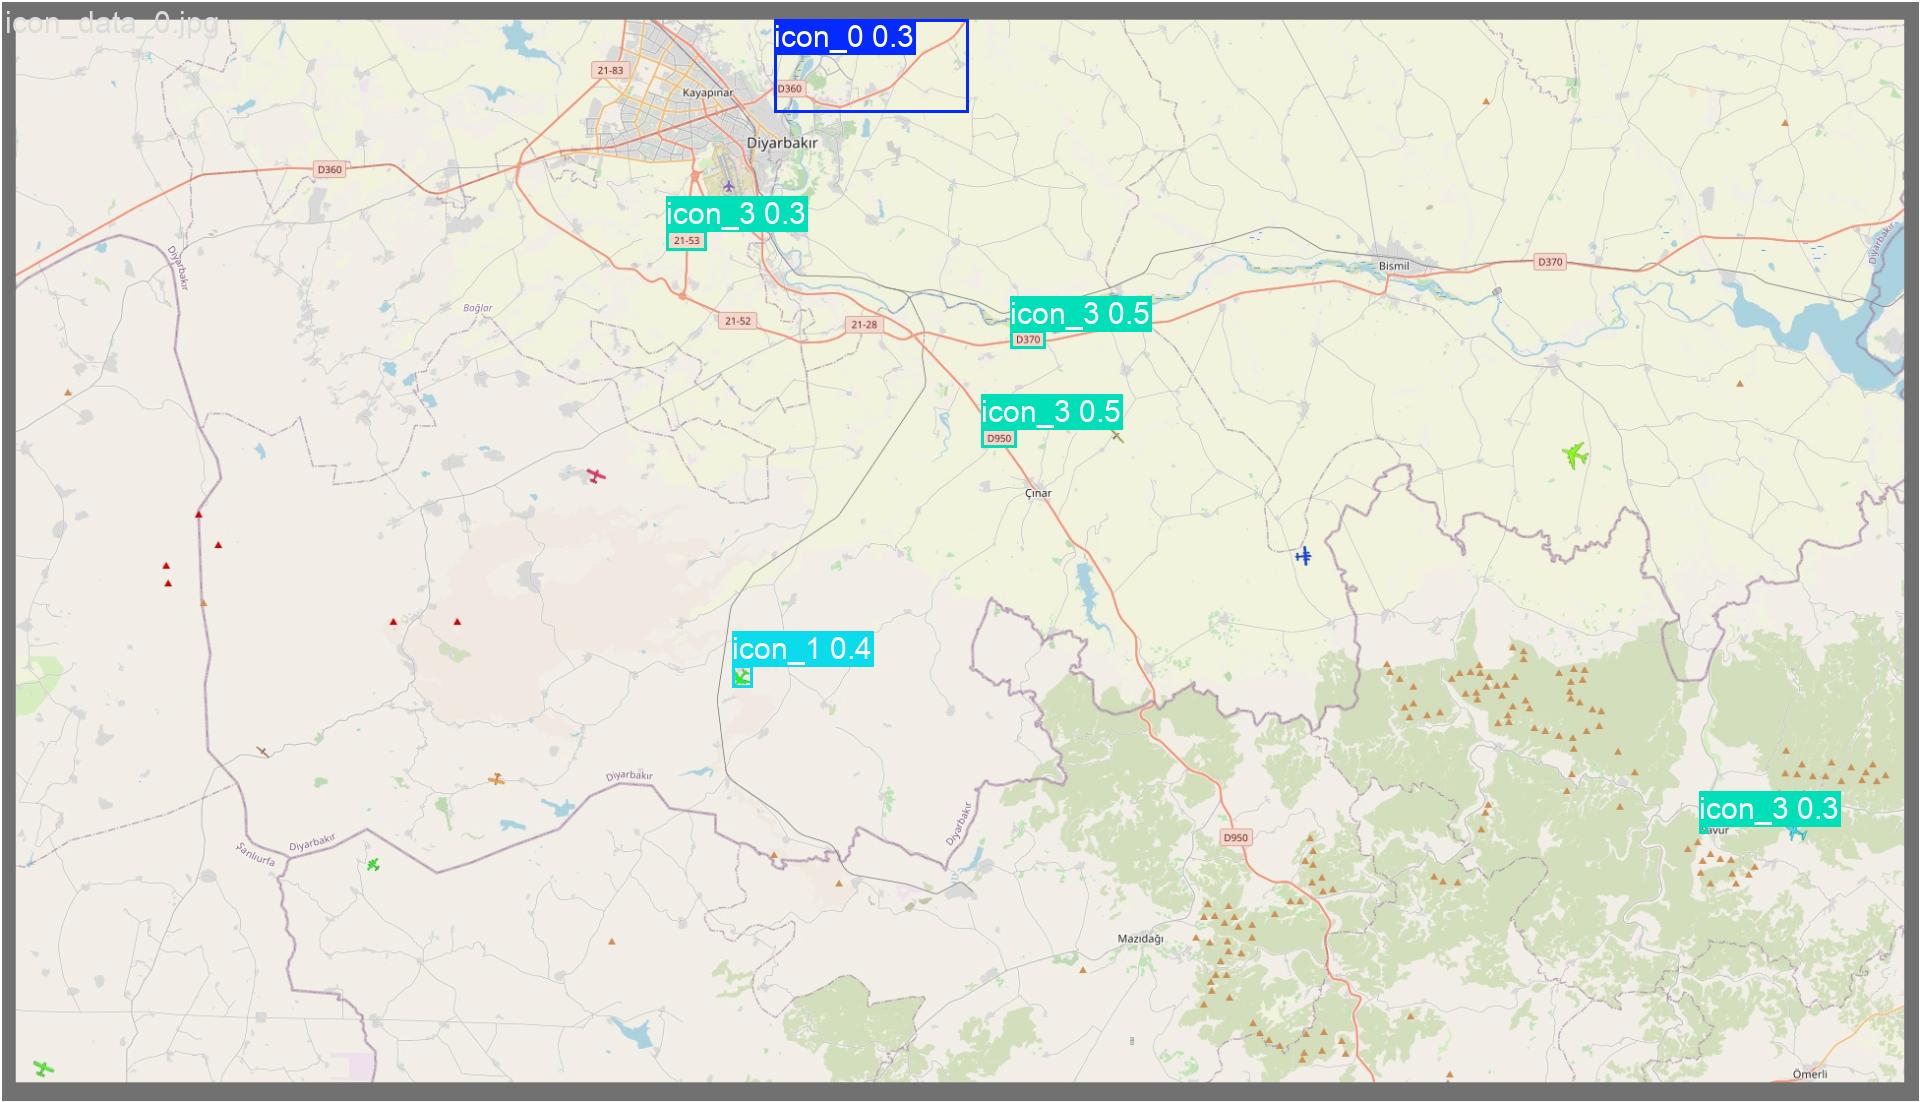 icon_data_0.jpg
icon_0 0.3
21-83
D360
Kayapınar
Diyarbakır
D360
icon_3 0.3
21-53
Diyarbakır
Diyarbakır
D370
Bismil
icon_3 0.5
D370
Bağlar
21-52
21-28
icon_3 0.5
D950
Çınar
icon_1 0.4
Diyarbakır
icon_3 0.3
Diyarbakır
Diyarbakır
Şanlıurfa
D950
Mazıdağı
Ömerli